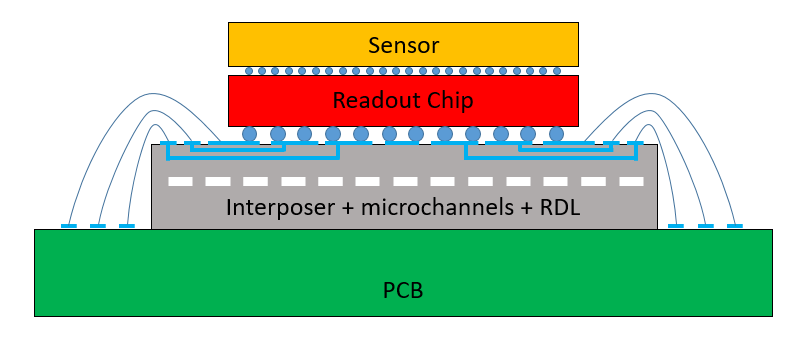 Sensor
Readout Chip
Interposer + microchannels + RDL
PCB